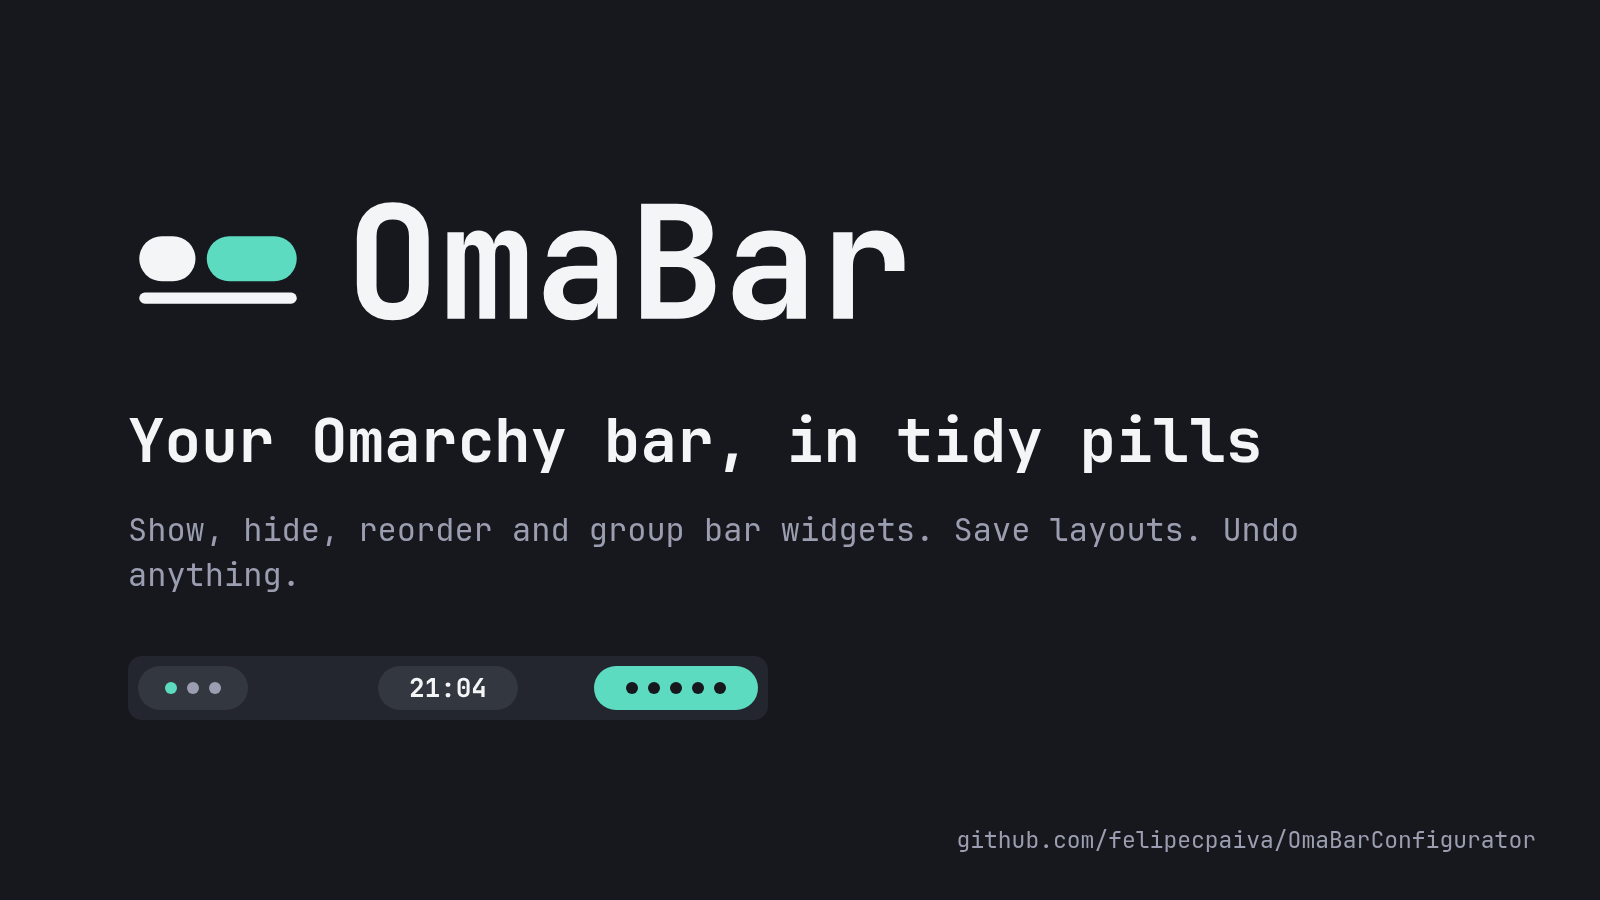 OmaBar
Your Omarchy bar, in tidy pills
Show, hide, reorder and group bar widgets. Save layouts. Undo
anything.
21:04
github.com/felipecpaiva/OmaBarConfigurator